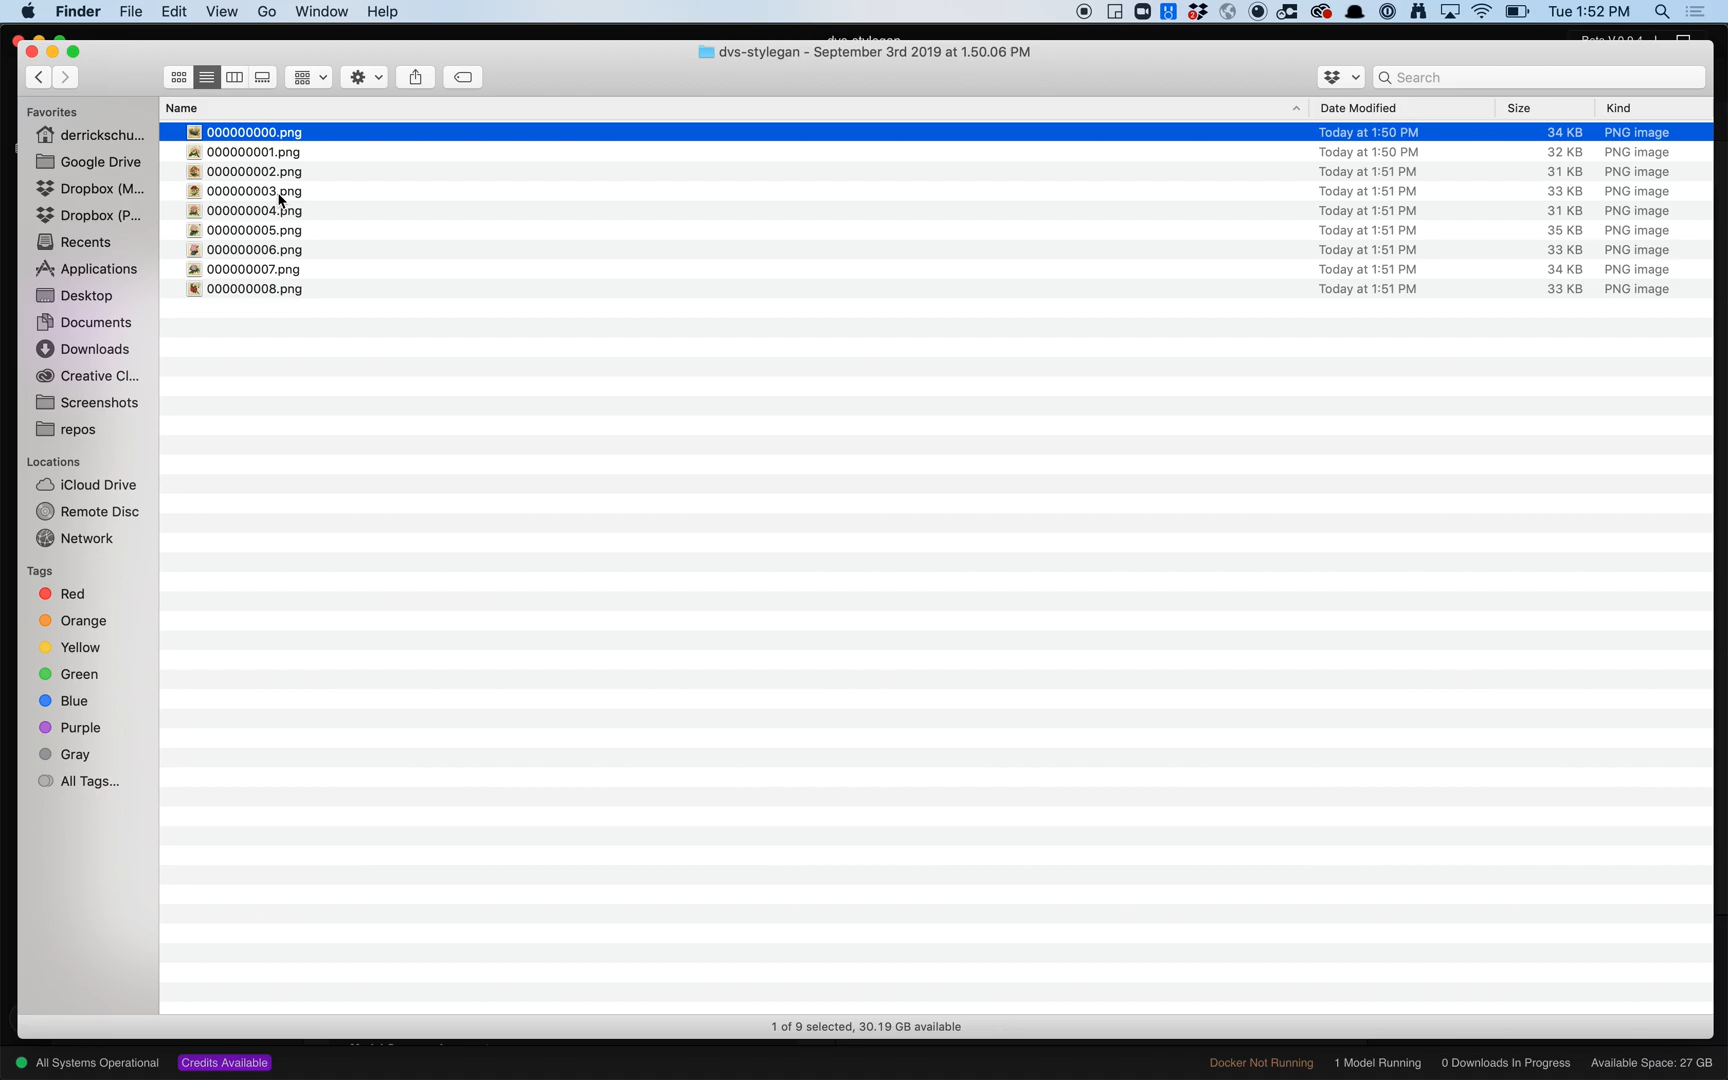 Finder File Edit View Go Window Help
Tue 1:52 PM
dvs-stylegan - September 3rd 2019 at 1.50.06 PM
Search
Favorites
derrickschu...
Google Drive
Dropbox (M...
Dropbox (P...
Recents
Applications
Desktop
Documents
Downloads
Creative Cl...
Screenshots
repos
Locations
iCloud Drive
Remote Disc
Network
Tags
Red
Orange
Yellow
Green
Blue
Purple
Gray
All Tags...
Name Date Modified Size Kind
000000000.png Today at 1:50 PM 34 KB PNG image
000000001.png Today at 1:50 PM 32 KB PNG image
000000002.png Today at 1:51 PM 31 KB PNG image
000000003.png Today at 1:51 PM 33 KB PNG image
000000004.png Today at 1:51 PM 31 KB PNG image
000000005.png Today at 1:51 PM 35 KB PNG image
000000006.png Today at 1:51 PM 33 KB PNG image
000000007.png Today at 1:51 PM 34 KB PNG image
000000008.png Today at 1:51 PM 33 KB PNG image
1 of 9 selected, 30.19 GB available
All Systems Operational Credits Available Docker Not Running 1 Model Running 0 Downloads In Progress Available Space: 27 GB